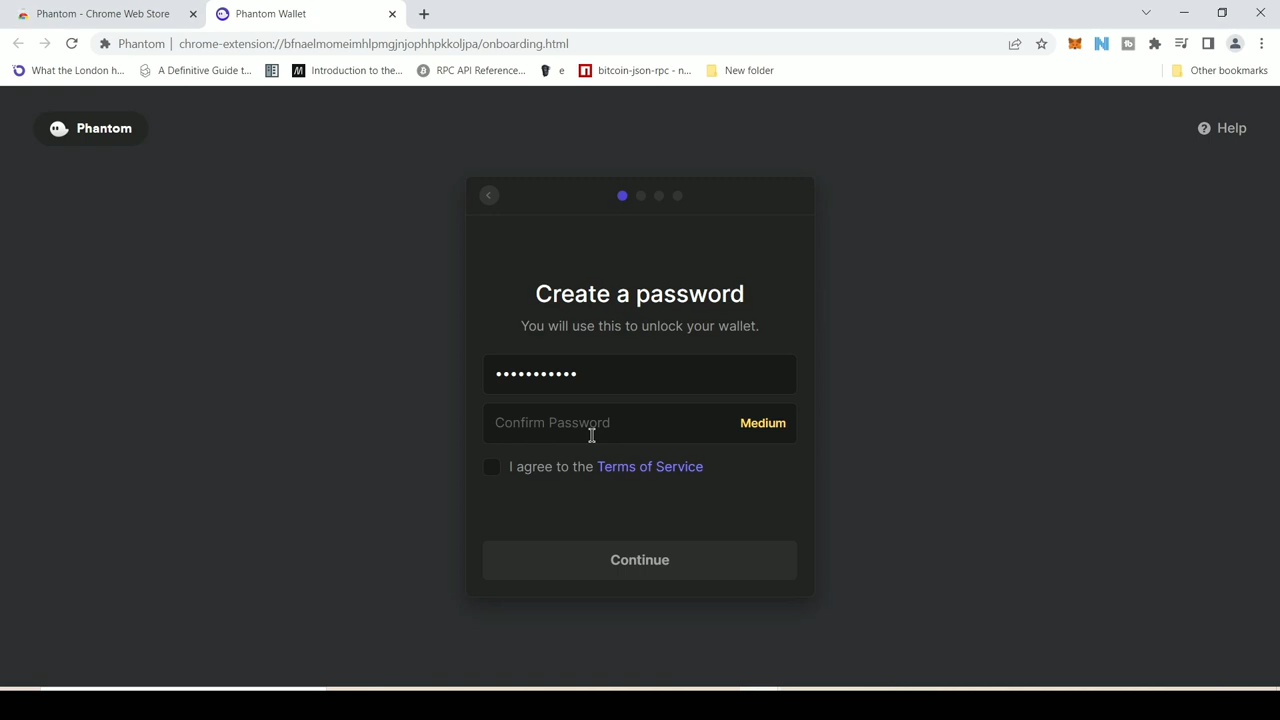 Phantom - Chrome Web Store
Phantom Wallet
Phantom | chrome-extension://bfnaelmomeimhlpmgjnjophhpkkoljpa/onboarding.html
What the London h...
A Definitive Guide t...
Introduction to the...
RPC API Reference...
e
bitcoin-json-rpc - n...
New folder
Other bookmarks
Phantom
Help
Create a password
You will use this to unlock your wallet.
•••••••••••
Confirm Password
Medium
I agree to the Terms of Service
Continue